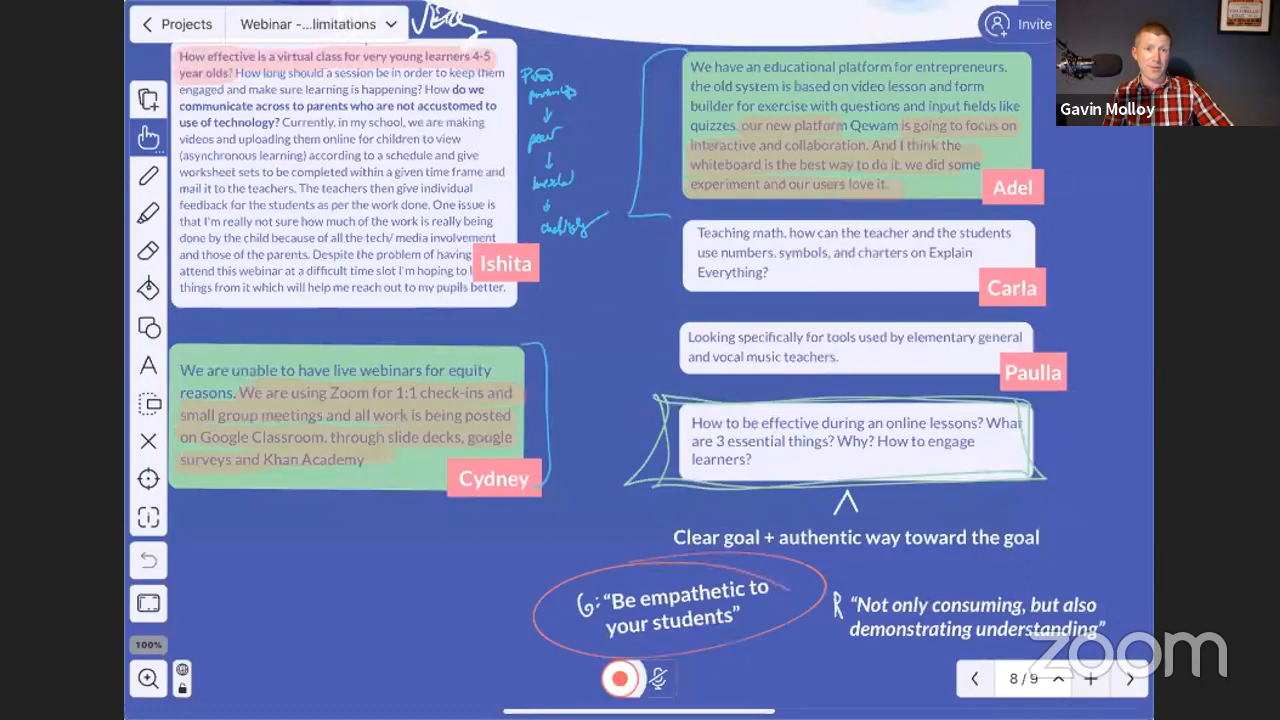 Projects
Webinar -...limitations
Invite
Gavin Molloy
How effective is a virtual class for very young learners 4-5
year olds? How long should a session be in order to keep them
engaged and make sure learning is happening? How do we
communicate across to parents who are not accustomed to
use of technology? Currently, in my school, we are making
videos and uploading them online for children to view
(asynchronous learning) according to a schedule and give
worksheet sets to be completed within a given time frame and
mail it to the teachers. The teachers then give individual
feedback for the students as per the work done. One issue is
that I'm really not sure how much of the work is really being
done by the child because of all the tech/ media involvement
and those of the parents. Despite the problem of having
attend this webinar at a difficult time slot I'm hoping to
things from it which will help me reach out to my pupils better.
Ishita
We are unable to have live webinars for equity
reasons. We are using Zoom for 1:1 check-ins and
small group meetings and all work is being posted
on Google Classroom, through slide decks, google
surveys and Khan Academy
Cydney
We have an educational platform for entrepreneurs.
the old system is based on video lesson and form
builder for exercise with questions and input fields like
quizzes. our new platform Qewam is going to focus on
interactive and collaboration. And I think the
whiteboard is the best way to do it. we did some
experiment and our users love it.
Adel
Teaching math, how can the teacher and the students
use numbers, symbols, and charters on Explain
Everything?
Carla
Looking specifically for tools used by elementary general
and vocal music teachers.
Paulla
How to be effective during an online lessons? What
are 3 essential things? Why? How to engage
learners?
Clear goal + authentic way toward the goal
G: "Be empathetic to
your students"
R "Not only consuming, but also
demonstrating understanding"
100%
8/9
zoom